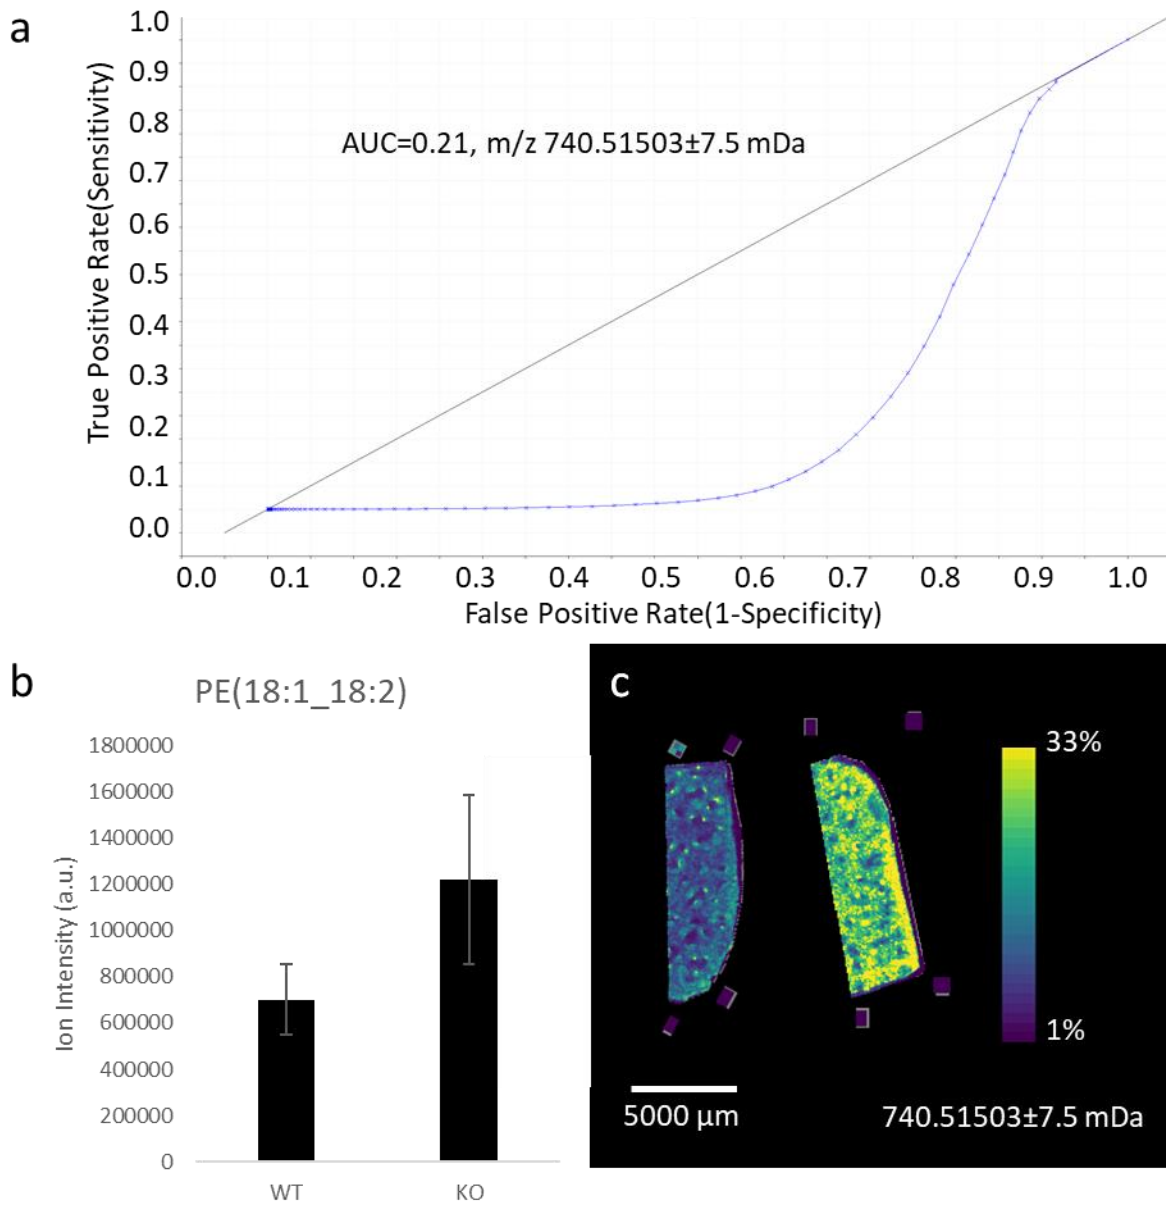 a
1.0
0.9
0.8
0.7
0.6
0.5
0.4
0.3
0.2
0.1
0.0
True Positive Rate(Sensitivity)
AUC=0.21, m/z 740.51503±7.5 mDa
0.0 0.1 0.2 0.3 0.4 0.5 0.6 0.7 0.8 0.9 1.0
False Positive Rate(1-Specificity)
b
PE(18:1_18:2)
1800000
1600000
1400000
1200000
1000000
800000
600000
400000
200000
0
Ion Intensity (a.u.)
WT KO
c
33%
1%
5000 µm
740.51503±7.5 mDa